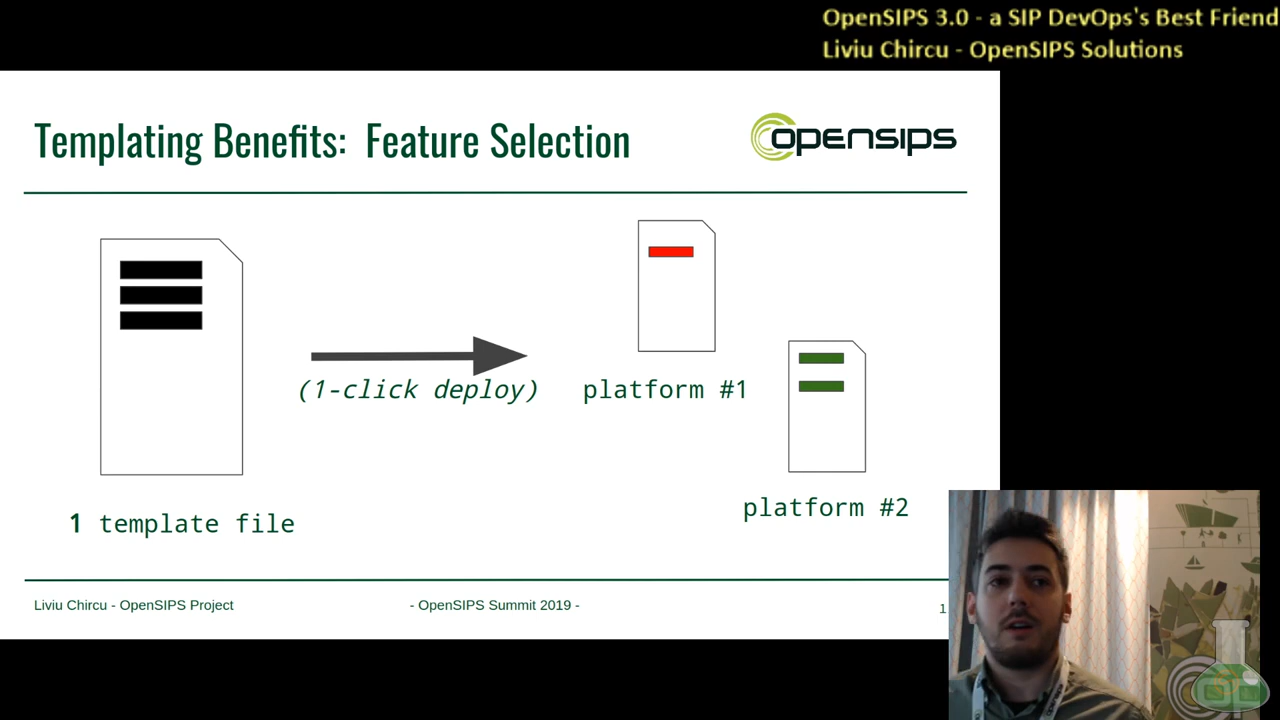 OpenSIPS 3.0 - a SIP DevOps's Best Friend
Liviu Chircu - OpenSIPS Solutions
Templating Benefits: Feature Selection
opensips
(1-click deploy)
platform #1
platform #2
1 template file
Liviu Chircu - OpenSIPS Project
- OpenSIPS Summit 2019 -
1